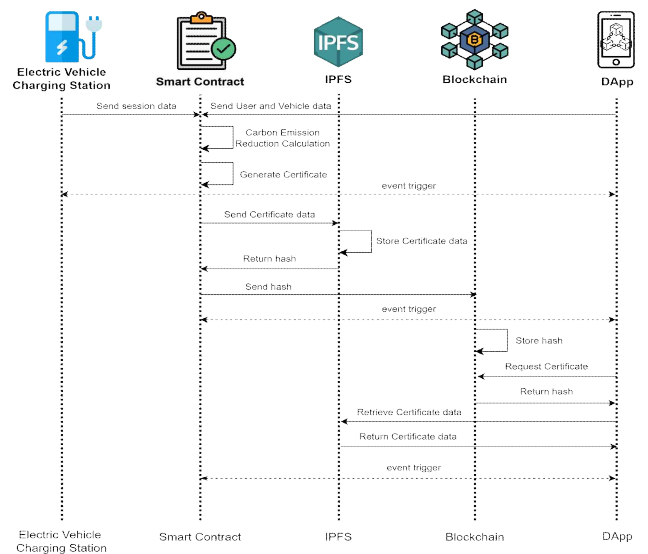 IPFS
Electric Vehicle
Charging Station
Smart Contract
IPFS
Blockchain
DApp
Send session data
Send User and Vehicle data
Carbon Emission
Reduction Calculation
Generate Certificate
event trigger
Send Certificate data
Store Certificate data
Return hash
Send hash
event trigger
Store hash
Request Certificate
Return hash
Retrieve Certificate data
Return Certificate data
event trigger
Electric Vehicle
Charging Station
Smart Contract
IPFS
Blockchain
DApp